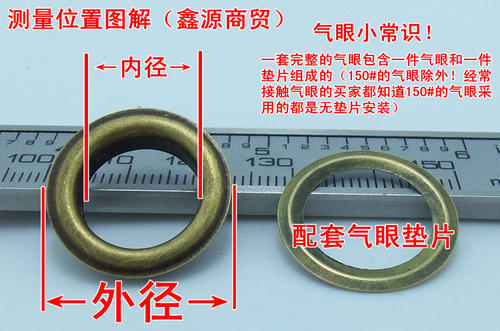 测量位置图解（鑫源商贸）
气眼小常识！
一套完整的气眼包含一件气眼和一件
垫片组成的（150#的气眼除外！经常
接触气眼的买家都知道150#的气眼采
用的都是无垫片安装）
内径
5
6
100
110
130
150
配套气眼垫片
外径